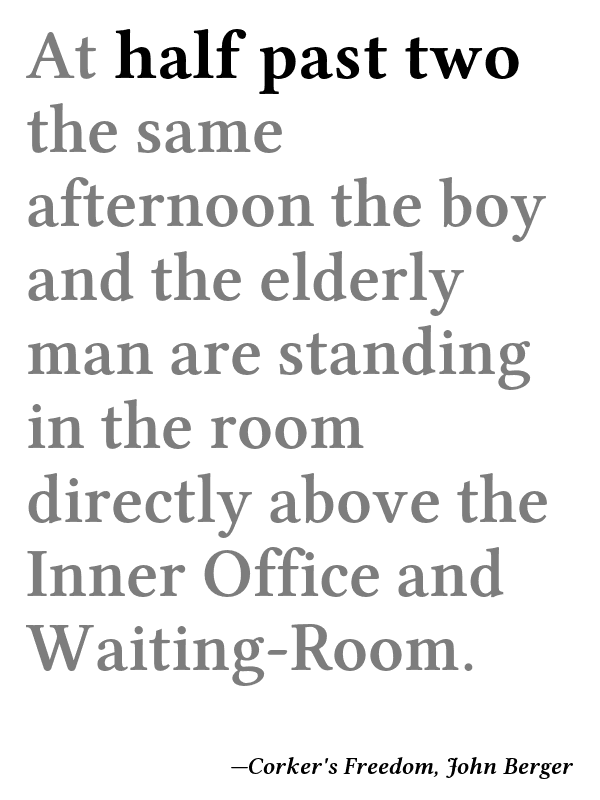 At half past two
the same
afternoon the boy
and the elderly
man are standing
in the room
directly above the
Inner Office and
Waiting-Room.
—Corker's Freedom, John Berger